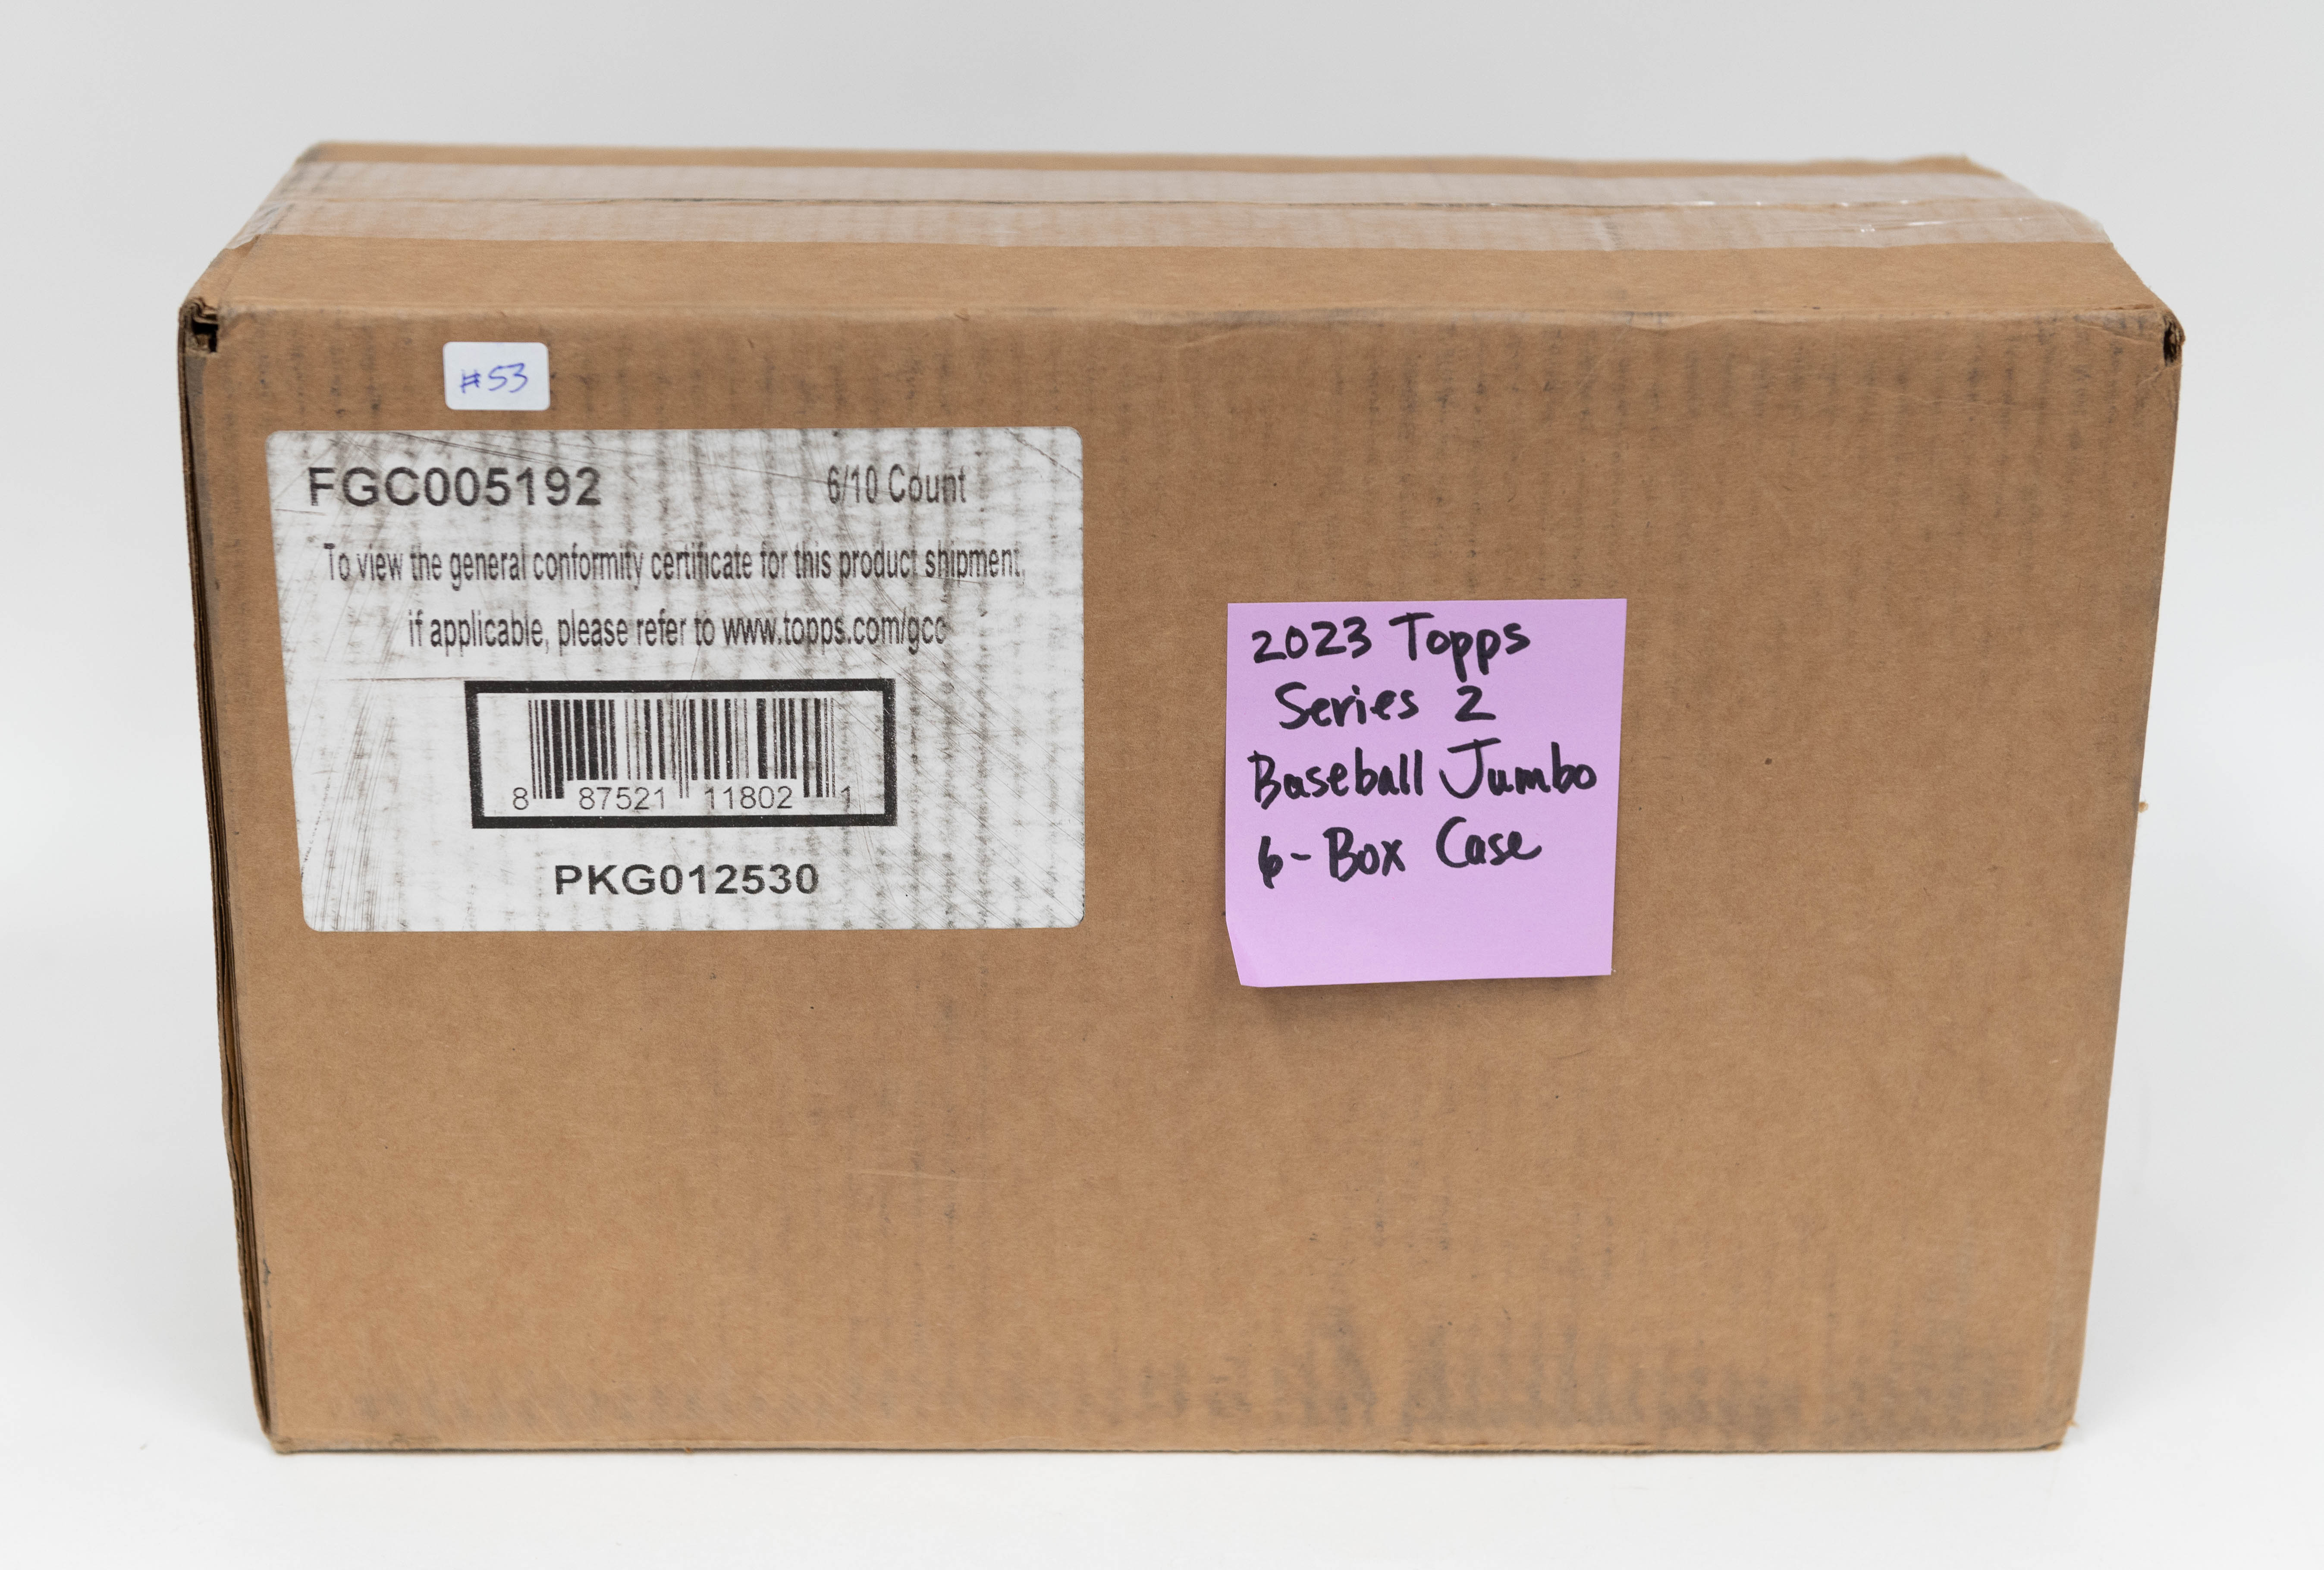 #53
FGC005192 6/10 Count
To view the general conformity certificate for this product shipment,
if applicable, please refer to www.topps.com/gcc
8 87521 11802 1
PKG012530
2023 Topps
Series 2
Baseball Jumbo
6-Box Case